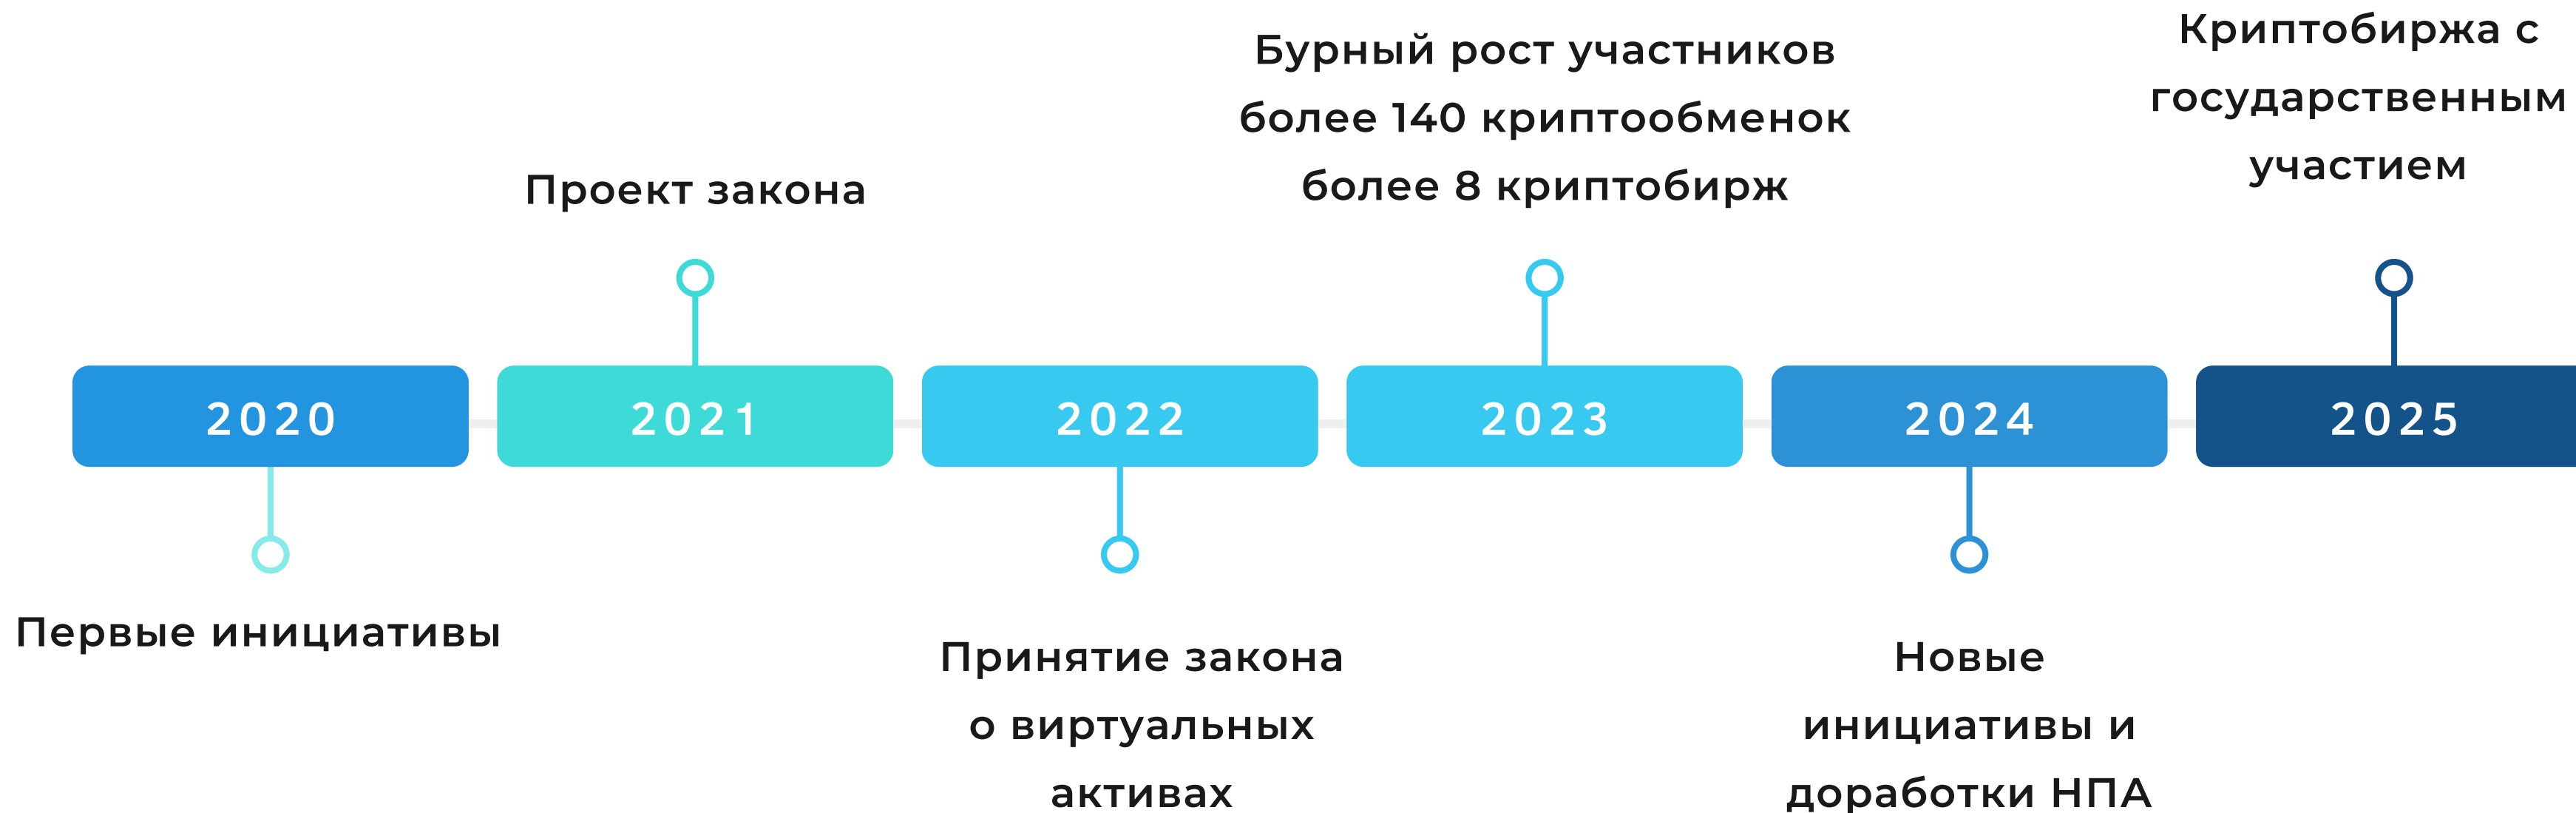 Бурный рост участников
более 140 криптообменок
более 8 криптобирж
Криптобиржа с
государственным
участием
Проект закона
2020
2021
2022
2023
2024
2025
Первые инициативы
Принятие закона
о виртуальных
активах
Новые
инициативы и
доработки НПА